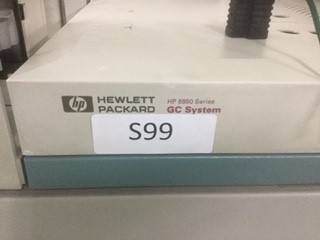 hp HEWLETT PACKARD
HP 6890 Series
GC System
S99